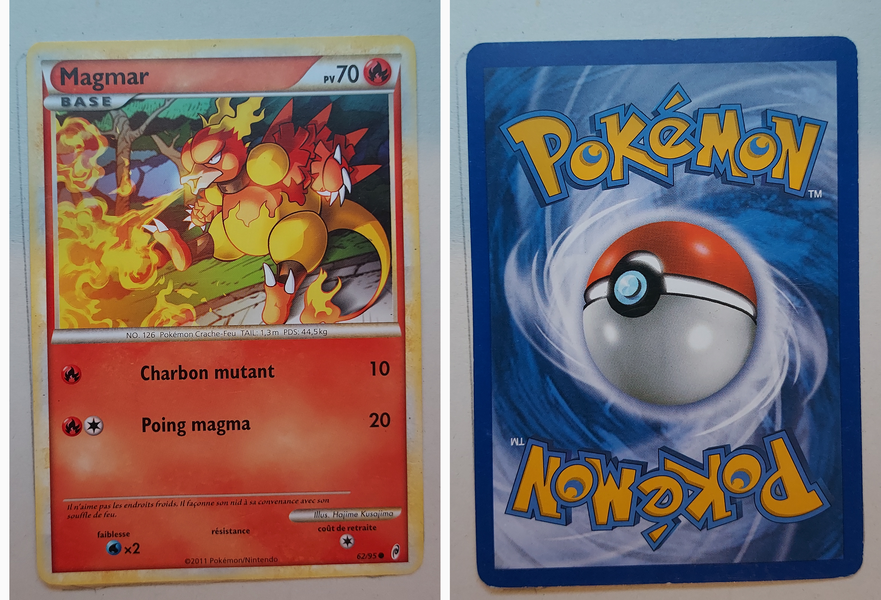 Magmar
PV 70
BASE
NO. 126 Pokémon Crache-Feu TAIL: 1,3m PDS: 44,5kg
Charbon mutant 10
Poing magma 20
Il n'aime pas les endroits froids. Il façonne son nid à sa convenance avec son
souffle de feu.
Illus. Hajime Kusajima
faiblesse résistance coût de retraite
×2
62/95
©2011 Pokémon/Nintendo
POKéMON
TM
TM
POKéMON